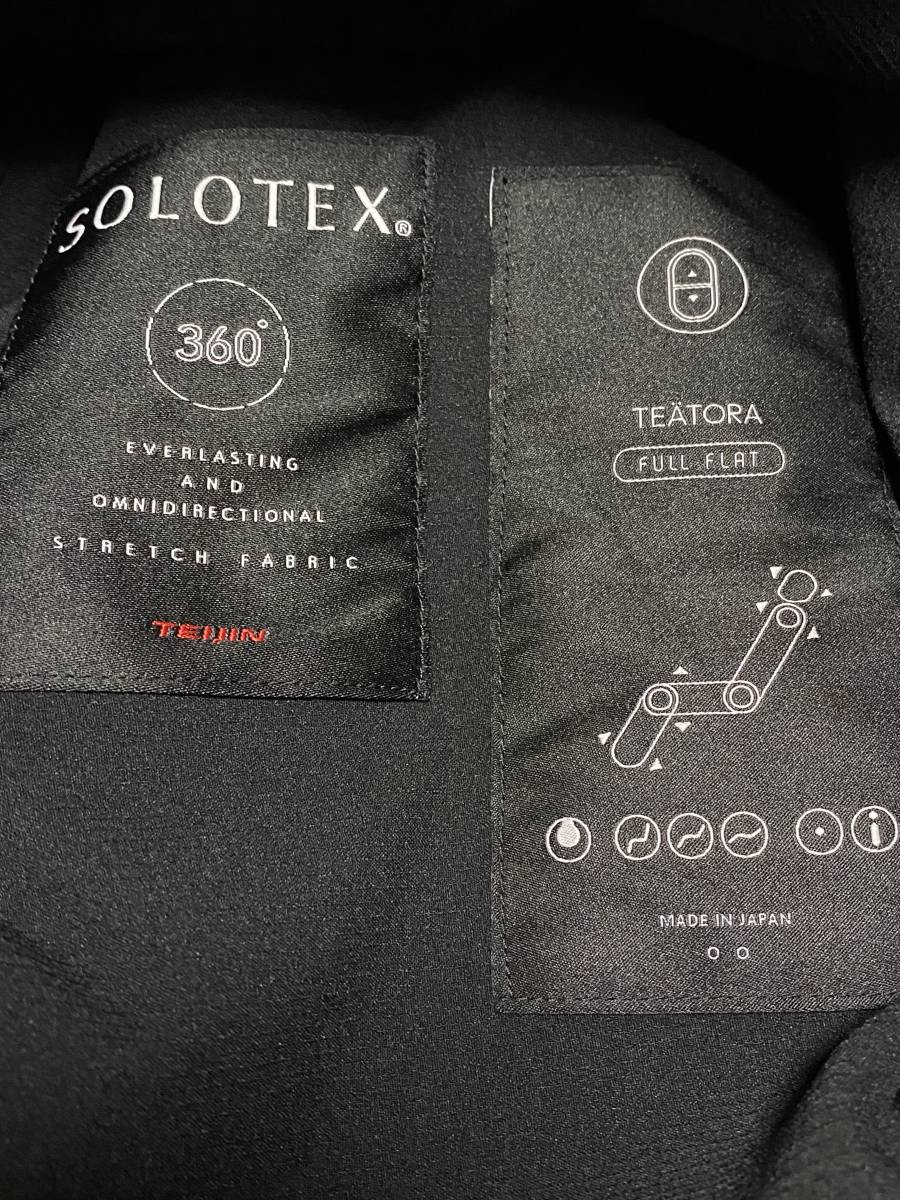 SOLOTEX®
360°
EVERLASTING
AND
OMNIDIRECTIONAL
STRETCH FABRIC
TEIJIN
TEÄTORA
FULL FLAT
i
MADE IN JAPAN
O O